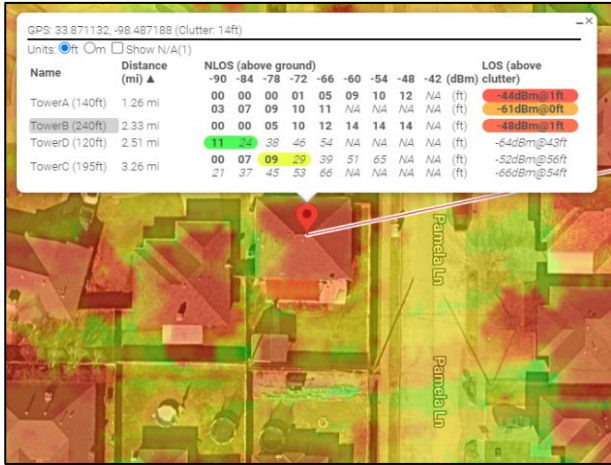 GPS: 33.871132, -98.487188 (Clutter: 14ft)
Units: ft m Show N/A(1)
Name Distance (mi) ▲ NLOS (above ground) LOS (above clutter)
-90 -84 -78 -72 -66 -60 -54 -48 -42 (dBm)
TowerA (140ft) 1.26 mi 00 00 00 01 05 09 10 12 NA (ft) -44dBm@1ft
03 07 09 10 11 NA NA NA NA (ft) -61dBm@0ft
TowerB (240ft) 2.33 mi 00 00 05 10 12 14 14 14 NA (ft) -48dBm@1ft
TowerD (120ft) 2.51 mi 11 24 38 46 54 NA NA NA NA (ft) -64dBm@43ft
TowerC (195ft) 3.26 mi 00 07 09 29 39 51 65 NA NA (ft) -52dBm@56ft
21 37 45 53 66 NA NA NA NA (ft) -66dBm@54ft
Pamela Ln
Pamela Ln